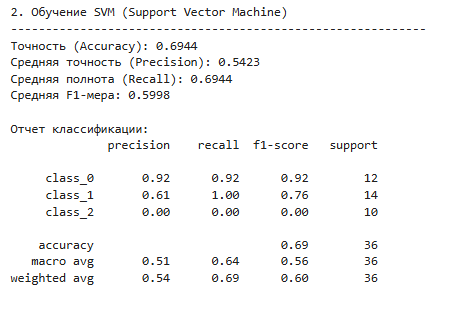 2. Обучение SVM (Support Vector Machine)
------------------------------------------------------------
Точность (Accuracy): 0.6944
Средняя точность (Precision): 0.5423
Средняя полнота (Recall): 0.6944
Средняя F1-мера: 0.5998
Отчет классификации:
              precision    recall  f1-score   support
     class_0       0.92      0.92      0.92        12
     class_1       0.61      1.00      0.76        14
     class_2       0.00      0.00      0.00        10
    accuracy                           0.69        36
   macro avg       0.51      0.64      0.56        36
weighted avg       0.54      0.69      0.60        36